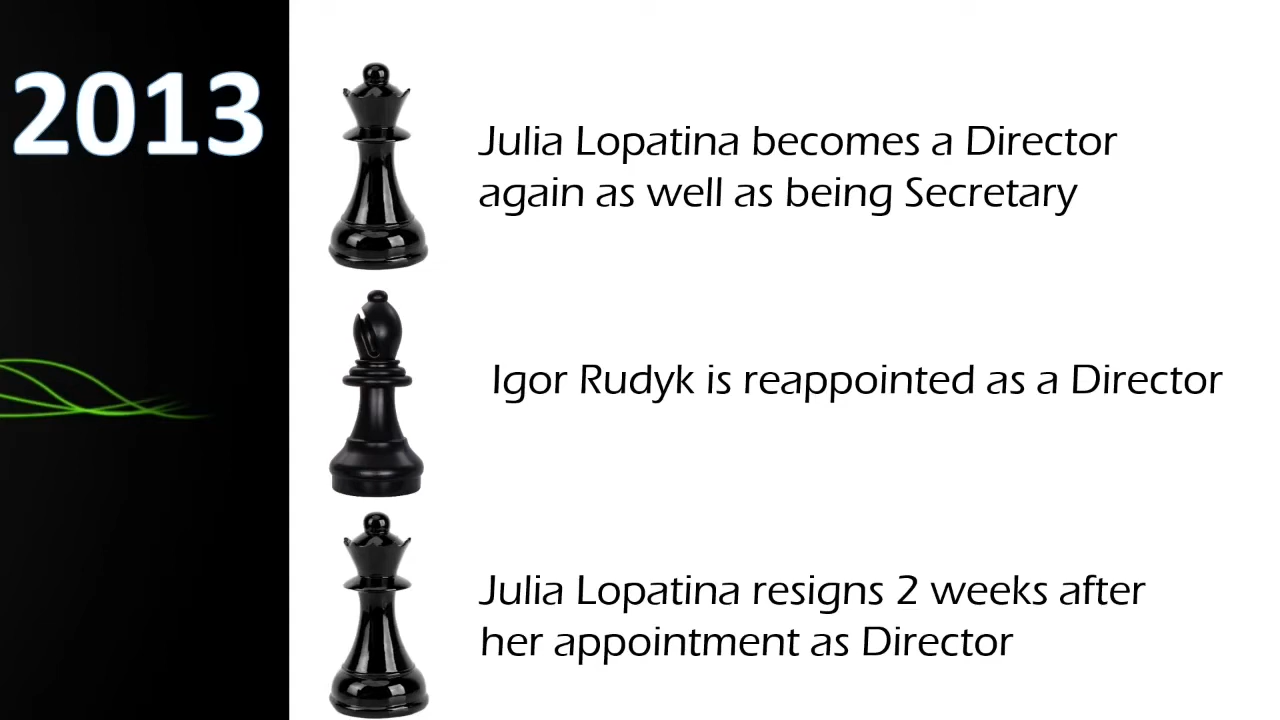 2013
Julia Lopatina becomes a Director
again as well as being Secretary
Igor Rudyk is reappointed as a Director
Julia Lopatina resigns 2 weeks after
her appointment as Director